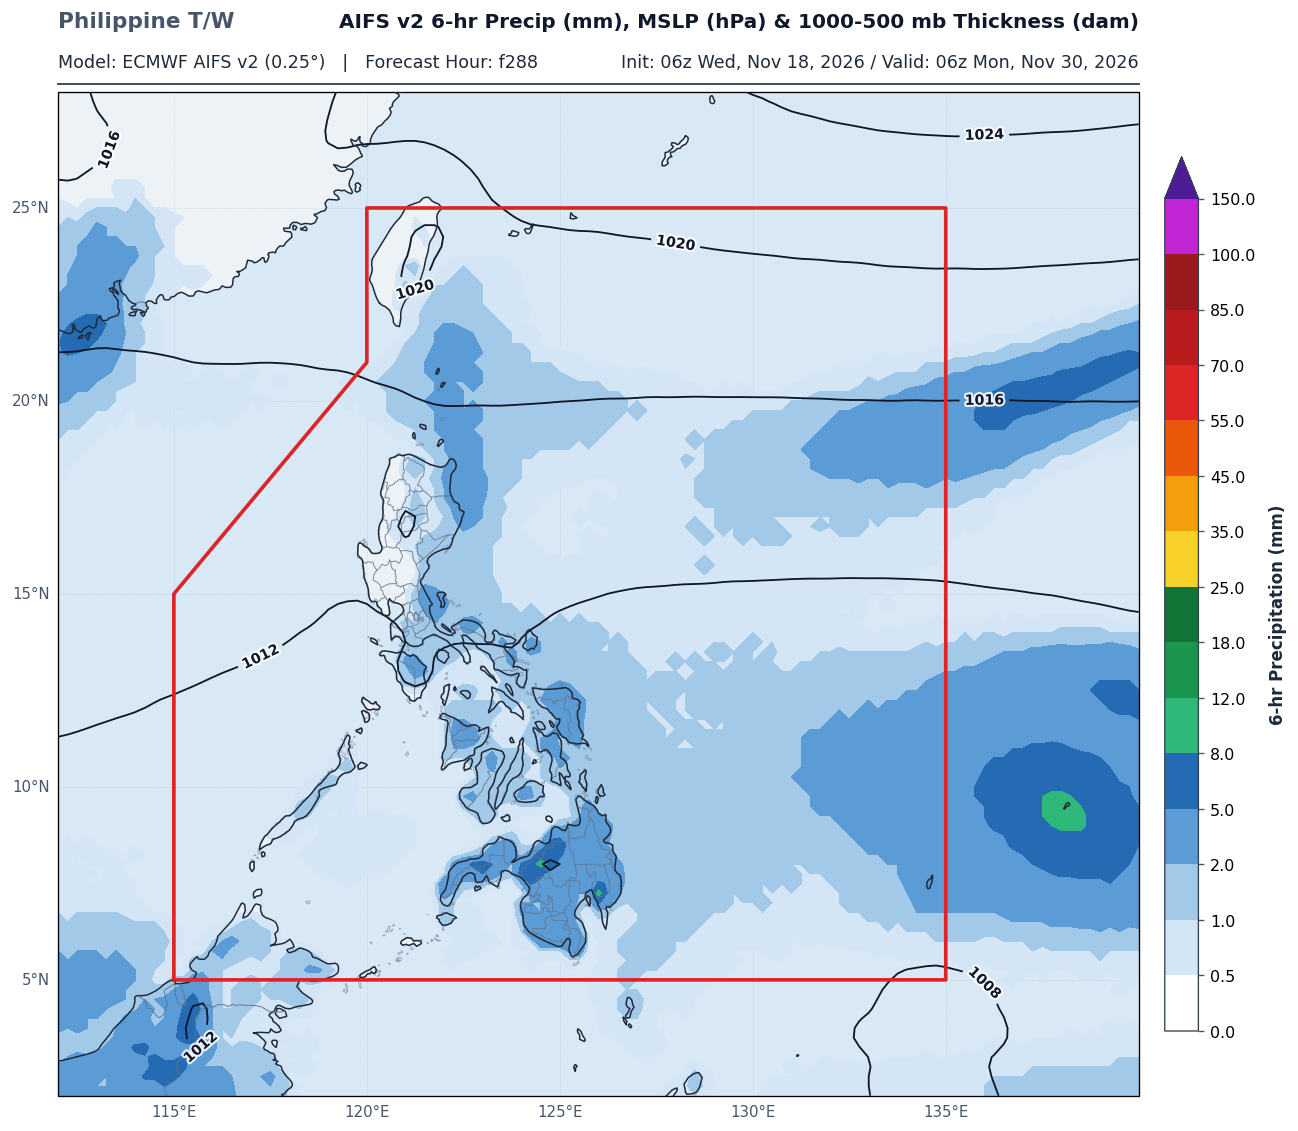 Philippine T/W
AIFS v2 6-hr Precip (mm), MSLP (hPa) & 1000-500 mb Thickness (dam)
Model: ECMWF AIFS v2 (0.25°) | Forecast Hour: f288
Init: 06z Wed, Nov 18, 2026 / Valid: 06z Mon, Nov 30, 2026
1016
1024
1020
1020
1016
1012
1008
1012
25°N
20°N
15°N
10°N
5°N
115°E
120°E
125°E
130°E
135°E
150.0
100.0
85.0
70.0
55.0
45.0
35.0
25.0
18.0
12.0
8.0
5.0
2.0
1.0
0.5
0.0
6-hr Precipitation (mm)